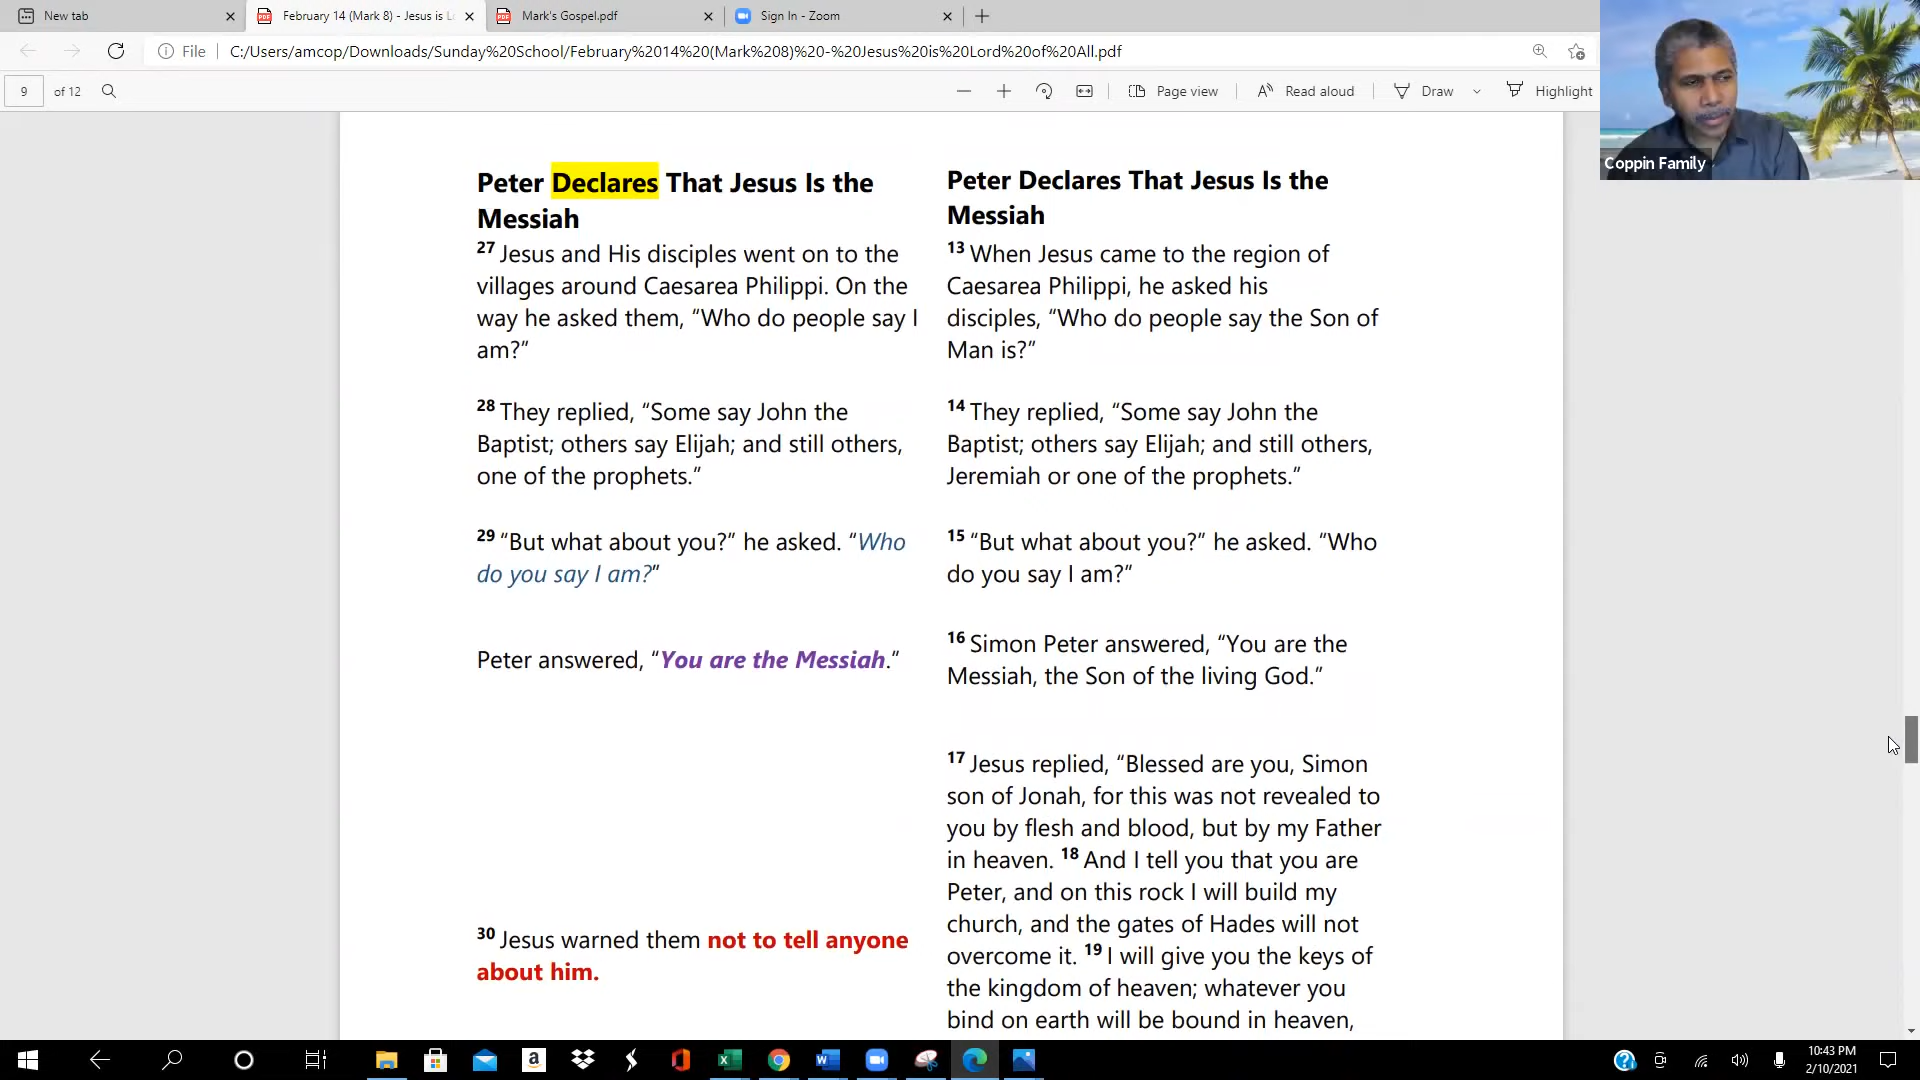 New tab
February 14 (Mark 8) - Jesus is L
Mark's Gospel.pdf
Sign In - Zoom
File
C:/Users/amcop/Downloads/Sunday%20School/February%2014%20(Mark%208)%20-%20Jesus%20is%20Lord%20of%20All.pdf
9 of 12
Page view
Read aloud
Draw
Highlight
Coppin Family
Peter Declares That Jesus Is the
Messiah
27 Jesus and His disciples went on to the
villages around Caesarea Philippi. On the
way he asked them, “Who do people say I
am?”
28 They replied, “Some say John the
Baptist; others say Elijah; and still others,
one of the prophets.”
29 “But what about you?” he asked. “Who
do you say I am?”
Peter answered, “You are the Messiah.”
30 Jesus warned them not to tell anyone
about him.
Peter Declares That Jesus Is the
Messiah
13 When Jesus came to the region of
Caesarea Philippi, he asked his
disciples, “Who do people say the Son of
Man is?”
14 They replied, “Some say John the
Baptist; others say Elijah; and still others,
Jeremiah or one of the prophets.”
15 “But what about you?” he asked. “Who
do you say I am?”
16 Simon Peter answered, “You are the
Messiah, the Son of the living God.”
17 Jesus replied, “Blessed are you, Simon
son of Jonah, for this was not revealed to
you by flesh and blood, but by my Father
in heaven. 18 And I tell you that you are
Peter, and on this rock I will build my
church, and the gates of Hades will not
overcome it. 19 I will give you the keys of
the kingdom of heaven; whatever you
bind on earth will be bound in heaven,
10:43 PM
2/10/2021